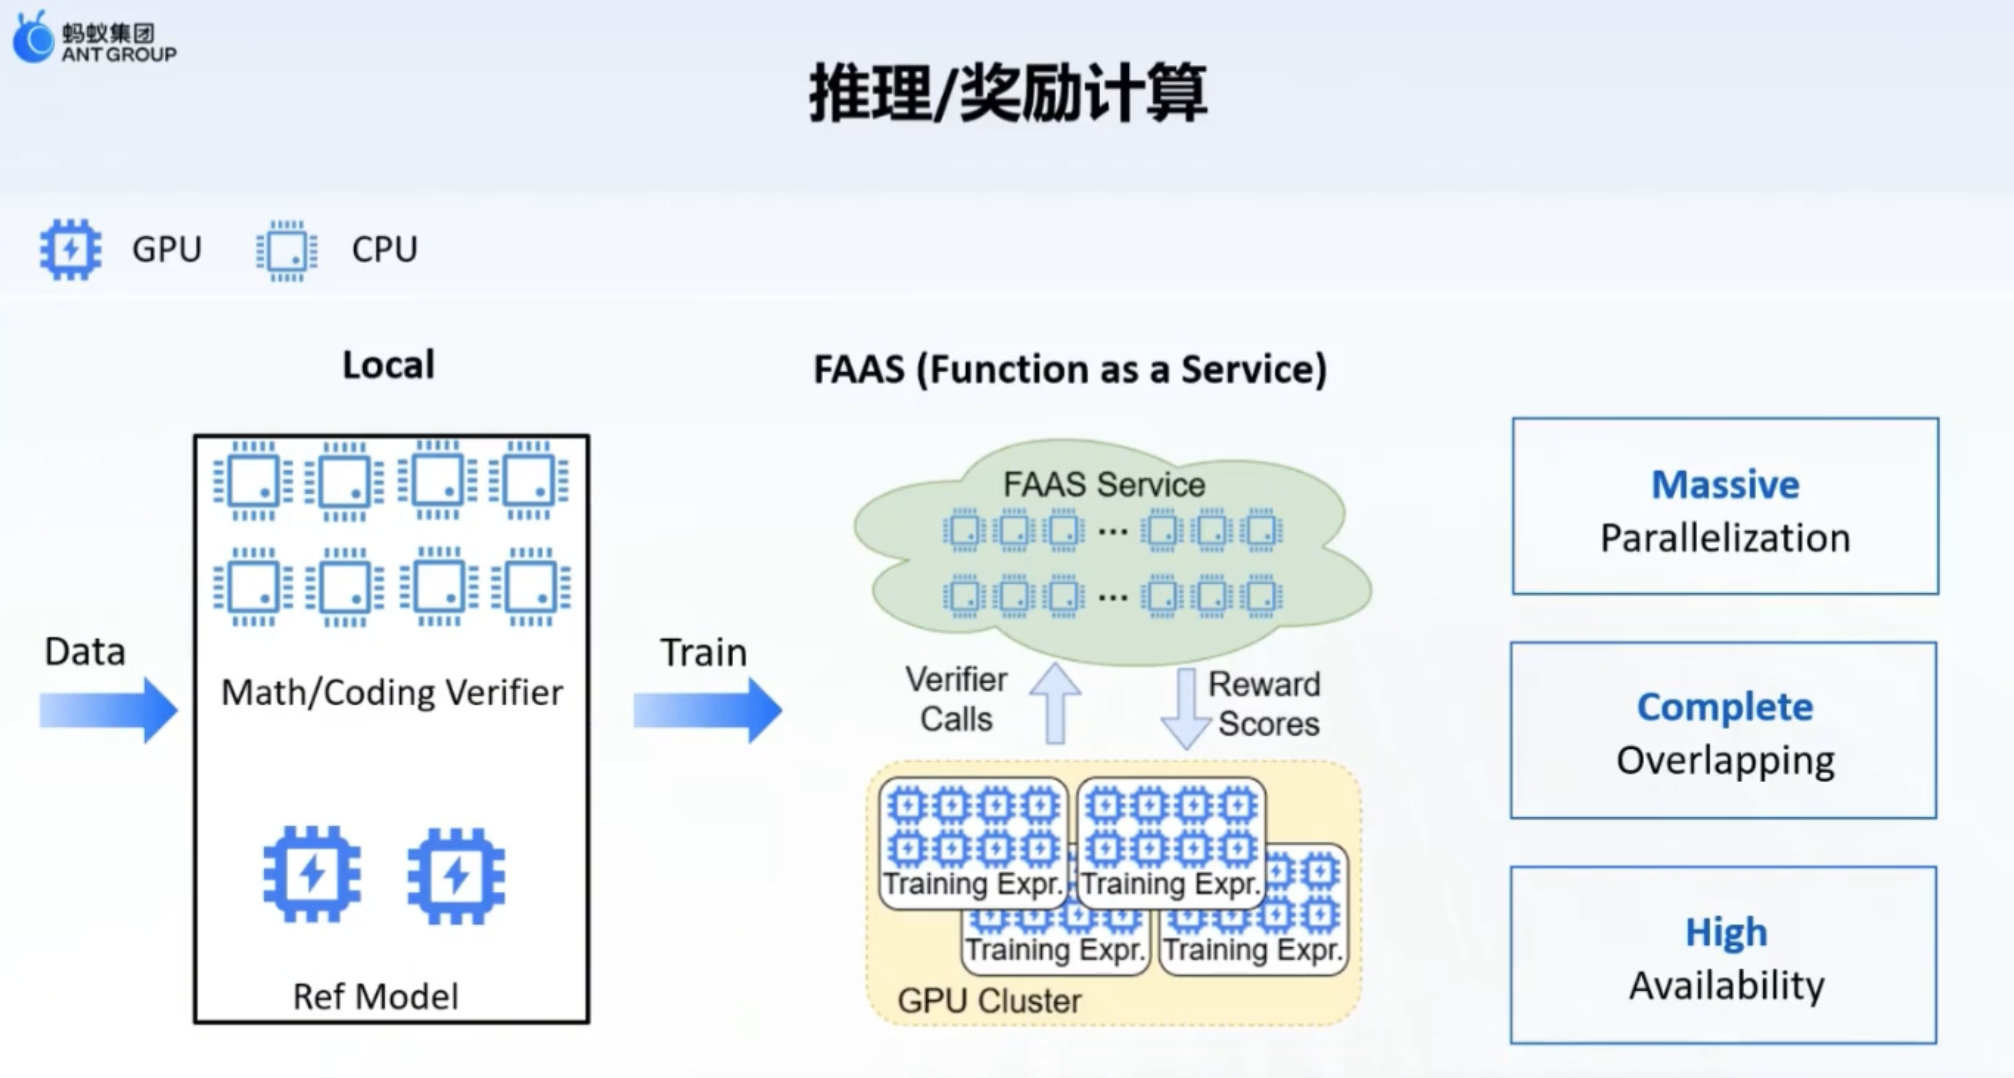 蚂蚁集团
ANT GROUP
推理/奖励计算
GPU
CPU
Local
FAAS (Function as a Service)
Data
Math/Coding Verifier
Ref Model
Train
FAAS Service
...
...
Verifier
Calls
Reward
Scores
Training Expr.
Training Expr.
Training Expr.
Training Expr.
GPU Cluster
Massive
Parallelization
Complete
Overlapping
High
Availability